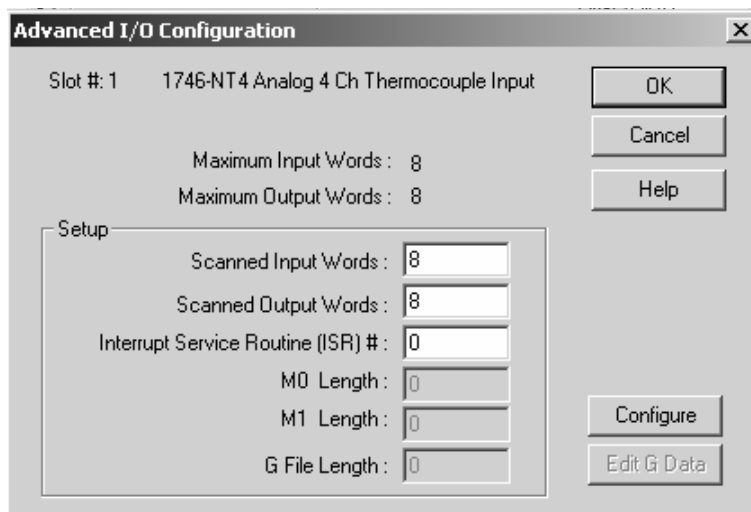 Advanced I/O Configuration
Slot #: 1 1746-NT4 Analog 4 Ch Thermocouple Input
OK
Cancel
Help
Maximum Input Words : 8
Maximum Output Words : 8
Setup
Scanned Input Words : 8
Scanned Output Words : 8
Interrupt Service Routine (ISR) # : 0
M0 Length : 0
M1 Length : 0
G File Length : 0
Configure
Edit G Data